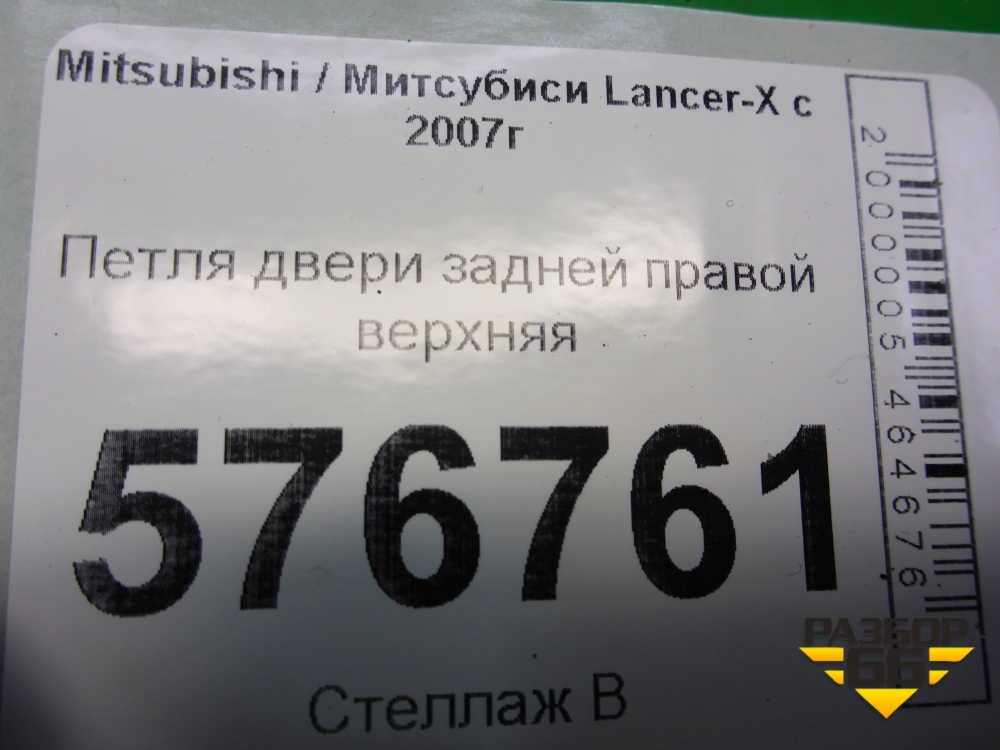 Mitsubishi / Митсубиси Lancer-X с
2007г
Петля двери задней правой
верхняя
576761
Стеллаж В
2000005464676
РАЗБОР
66